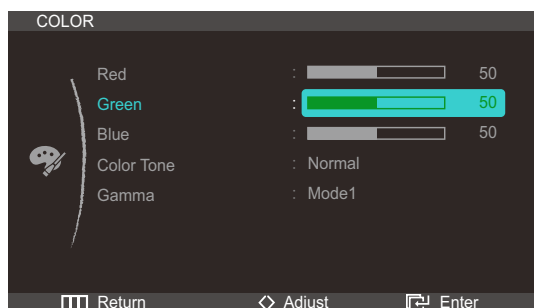 COLOR
Red : 50
Green : 50
Blue : 50
Color Tone : Normal
Gamma : Mode1
Return Adjust Enter